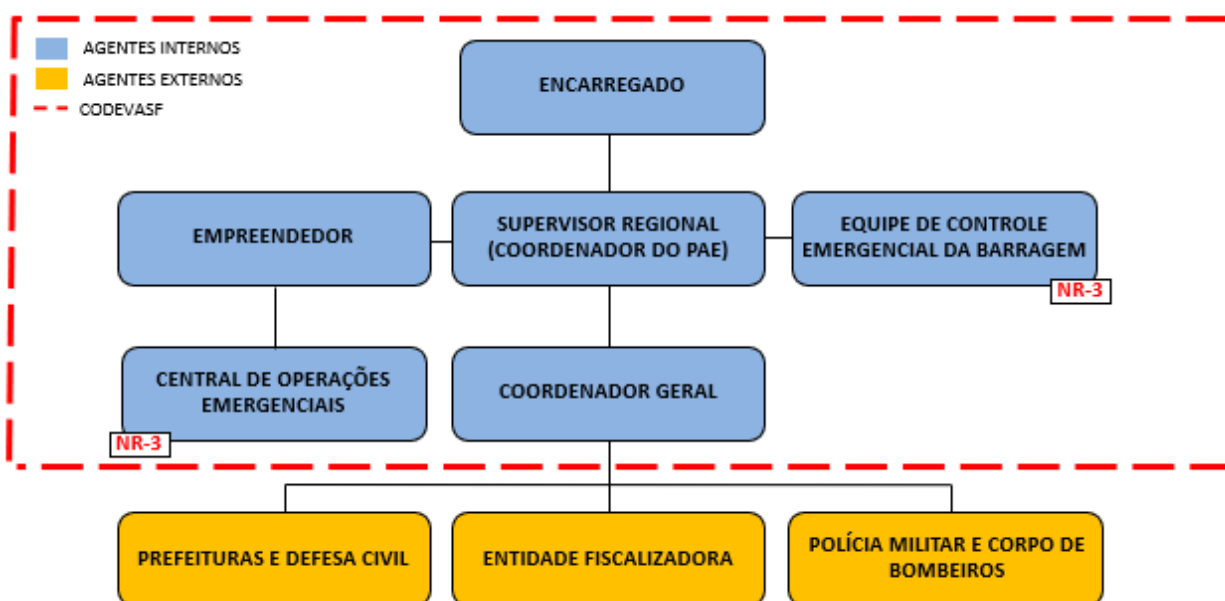 AGENTES INTERNOS
AGENTES EXTERNOS
CODEVASF
ENCARREGADO
EMPREENDEDOR
SUPERVISOR REGIONAL
(COORDENADOR DO PAE)
EQUIPE DE CONTROLE
EMERGENCIAL DA BARRAGEM
NR-3
CENTRAL DE OPERAÇÕES
EMERGENCIAIS
NR-3
COORDENADOR GERAL
PREFEITURAS E DEFESA CIVIL
ENTIDADE FISCALIZADORA
POLÍCIA MILITAR E CORPO DE
BOMBEIROS